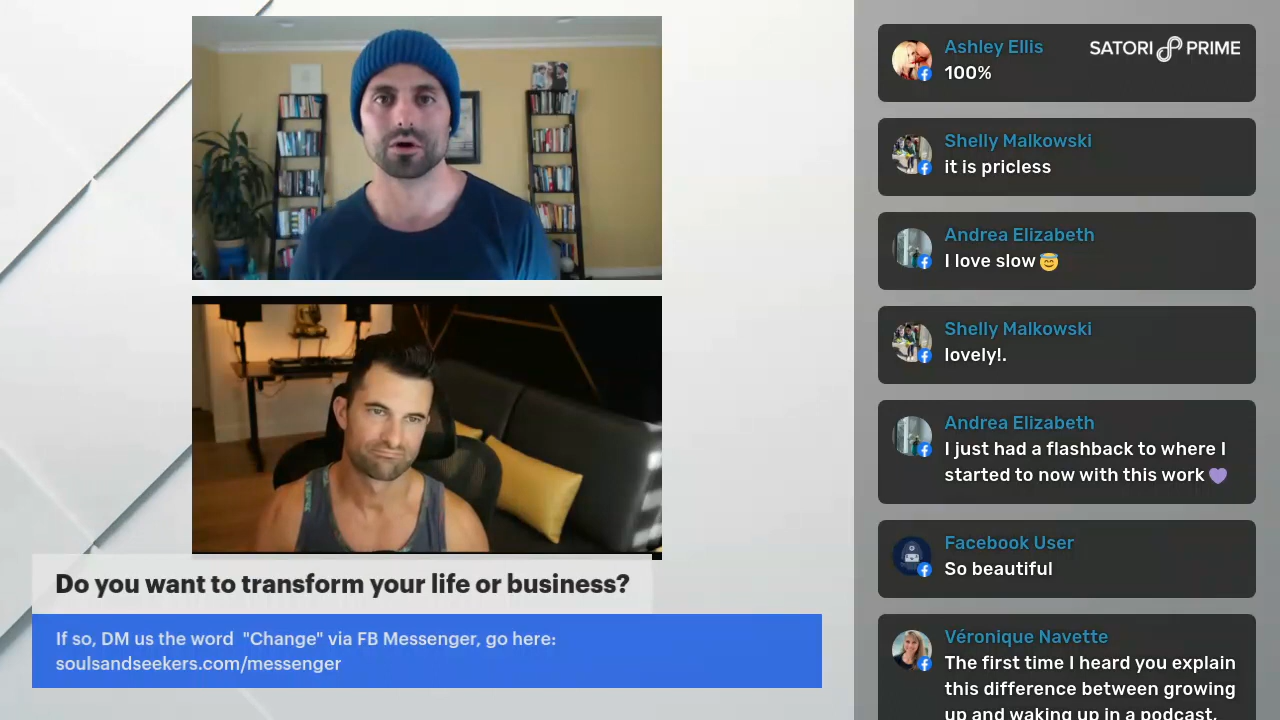 Do you want to transform your life or business?
If so, DM us the word "Change" via FB Messenger, go here:
soulsandseekers.com/messenger
SATORI PRIME
Ashley Ellis
100%
Shelly Malkowski
it is pricless
Andrea Elizabeth
I love slow 😇
Shelly Malkowski
lovely!.
Andrea Elizabeth
I just had a flashback to where I
started to now with this work 💜
Facebook User
So beautiful
Véronique Navette
The first time I heard you explain
this difference between growing
up and waking up in a podcast,